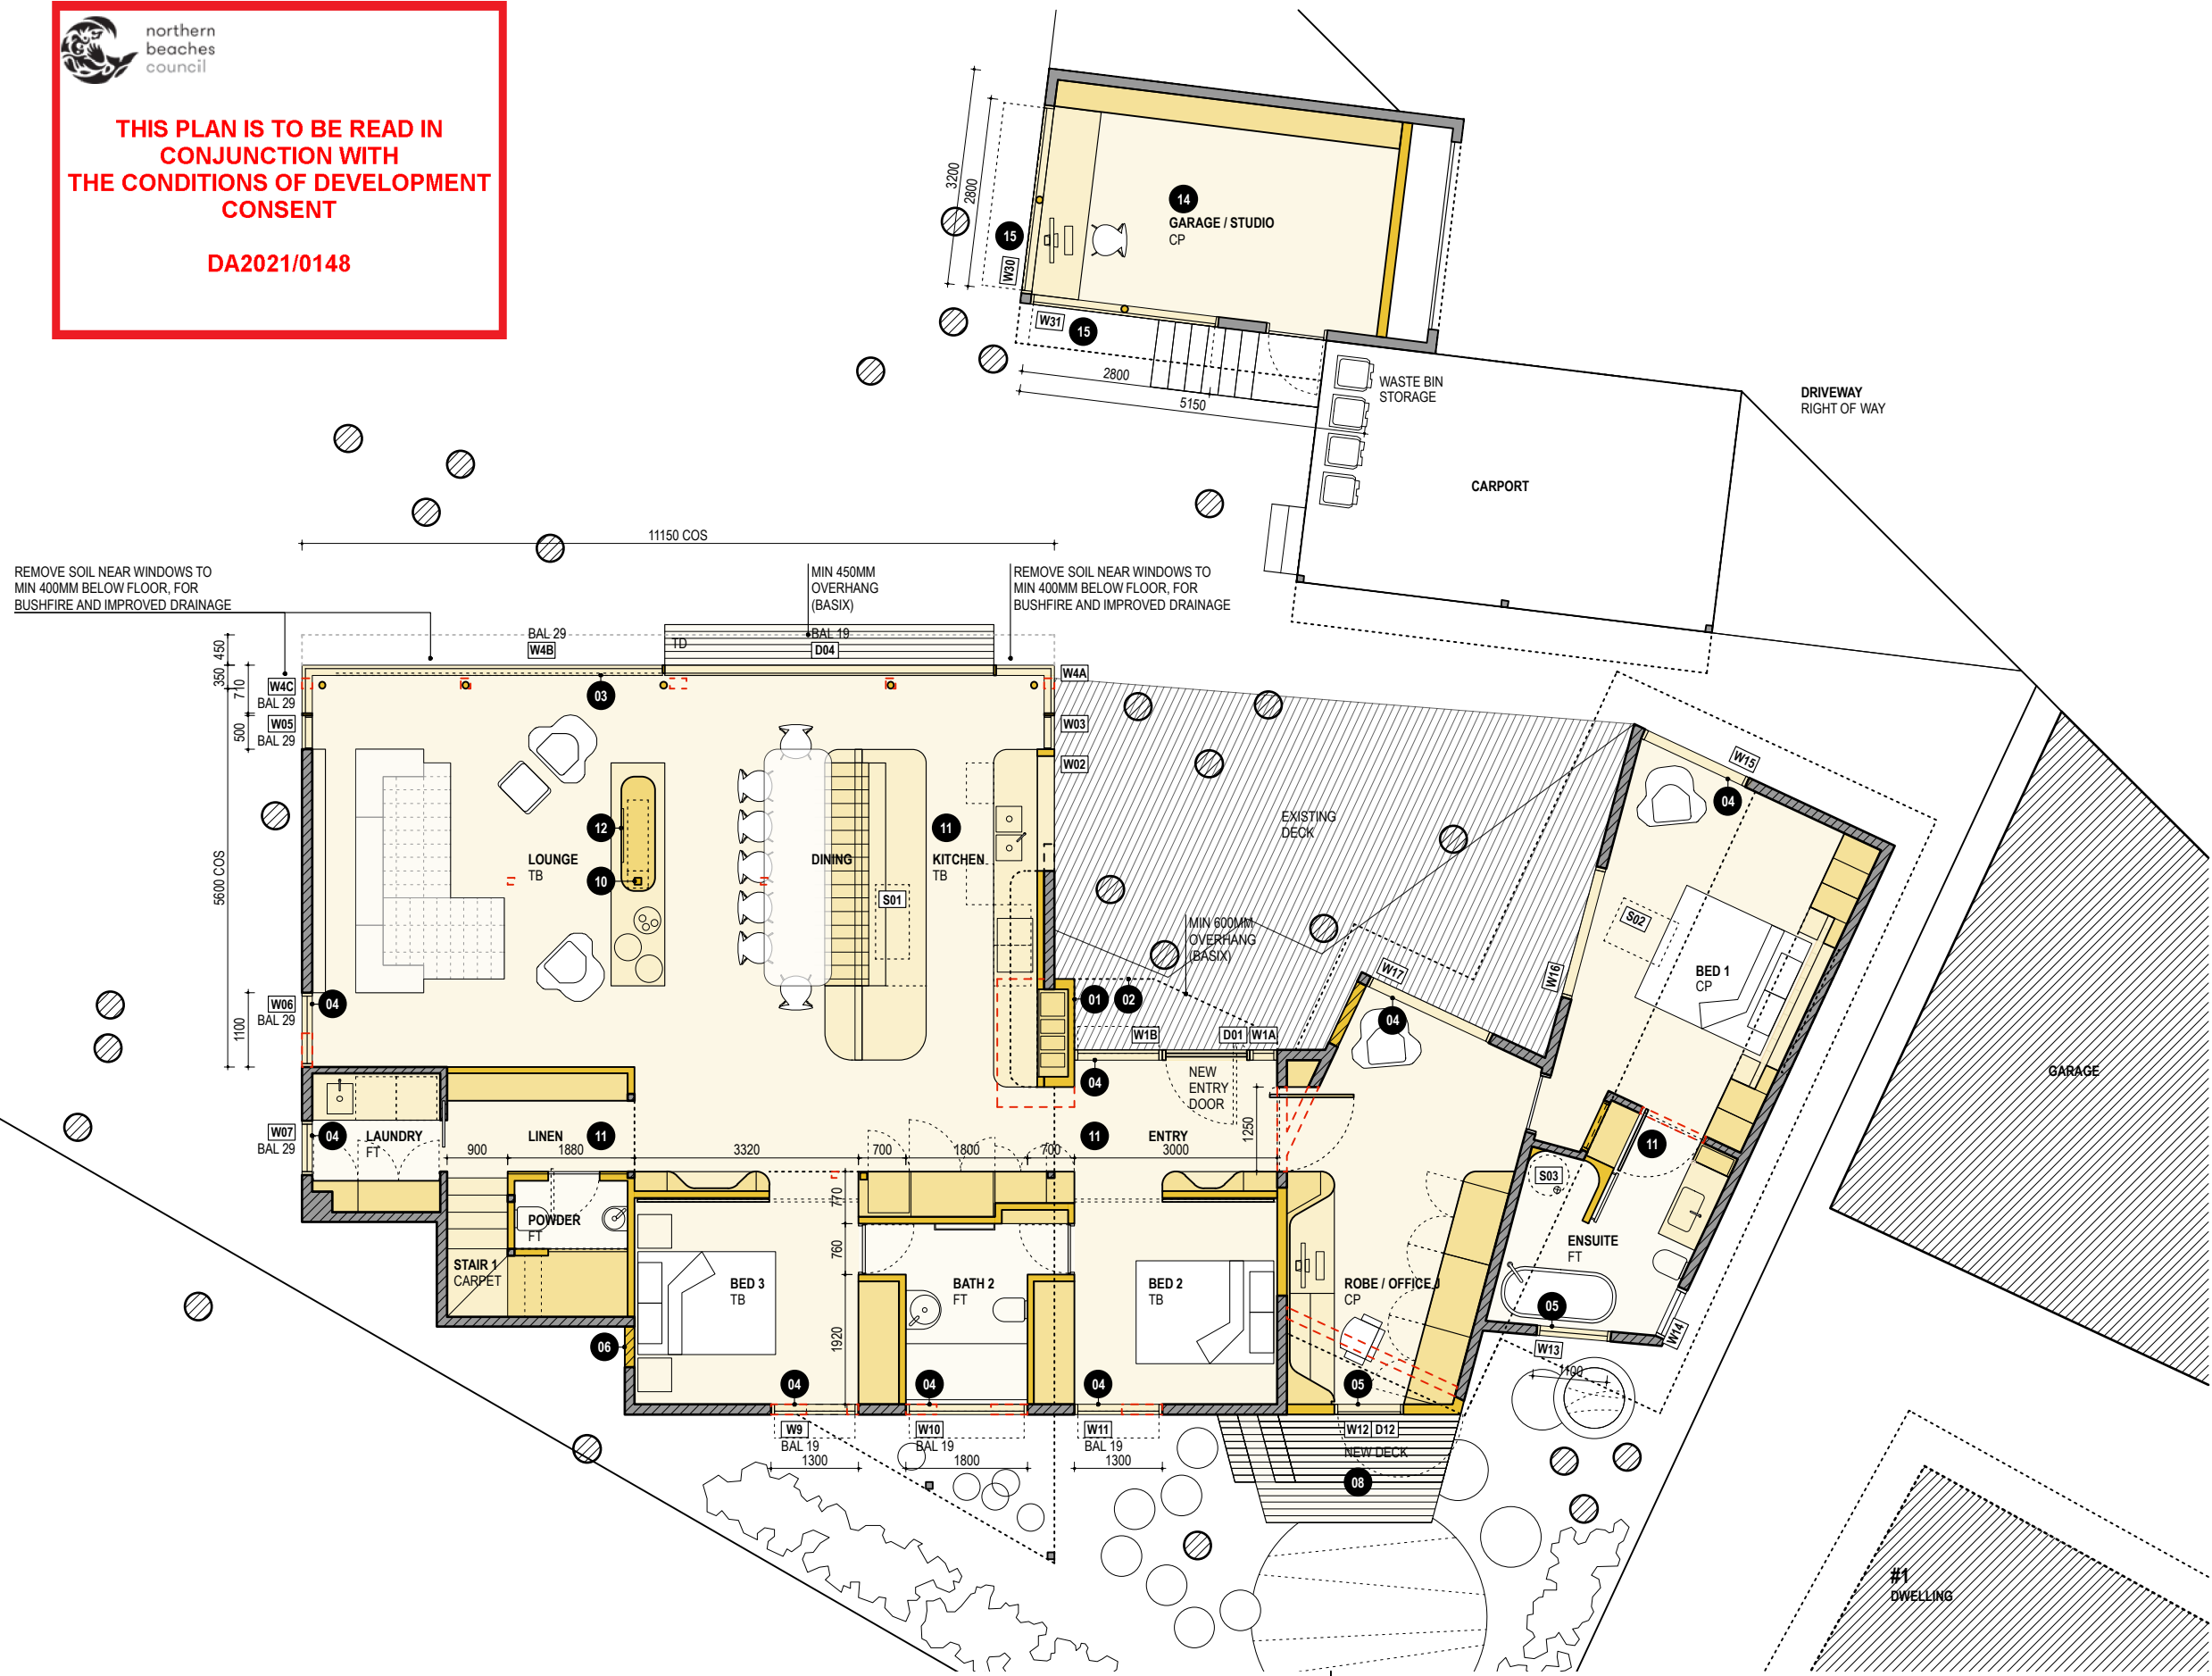 northern
beaches
council
THIS PLAN IS TO BE READ IN
CONJUNCTION WITH
THE CONDITIONS OF DEVELOPMENT
CONSENT
DA2021/0148
3200
2800
14
GARAGE / STUDIO
CP
15
W30
W31
15
2800
5150
WASTE BIN
STORAGE
DRIVEWAY
RIGHT OF WAY
CARPORT
11150 COS
REMOVE SOIL NEAR WINDOWS TO
MIN 400MM BELOW FLOOR, FOR
BUSHFIRE AND IMPROVED DRAINAGE
MIN 450MM
OVERHANG
(BASIX)
REMOVE SOIL NEAR WINDOWS TO
MIN 400MM BELOW FLOOR, FOR
BUSHFIRE AND IMPROVED DRAINAGE
450
350
710
500
5600 COS
1100
BAL 29
W4B
TD
BAL 19
D04
W4C
BAL 29
W05
BAL 29
03
W4A
W03
W02
W15
04
EXISTING
DECK
12
LOUNGE
TB
10
DINING
11
KITCHEN
TB
S01
S02
BED 1
CP
W16
W17
04
MIN 600MM
OVERHANG
(BASIX)
GARAGE
W06
BAL 29
04
01
02
W1B
D01
W1A
04
NEW
ENTRY
DOOR
1250
W07
BAL 29
04
LAUNDRY
FT
LINEN
11
11
ENTRY
11
900
1880
3320
700
1800
700
3000
770
760
1920
POWDER
FT
STAIR 1
CARPET
S03
ENSUITE
FT
BED 3
TB
BATH 2
FT
BED 2
TB
ROBE / OFFICE
CP
06
04
04
04
05
05
W13
W14
1100
W9
BAL 19
1300
W10
BAL 19
1800
W11
BAL 19
1300
W12
D12
NEW DECK
08
#1
DWELLING